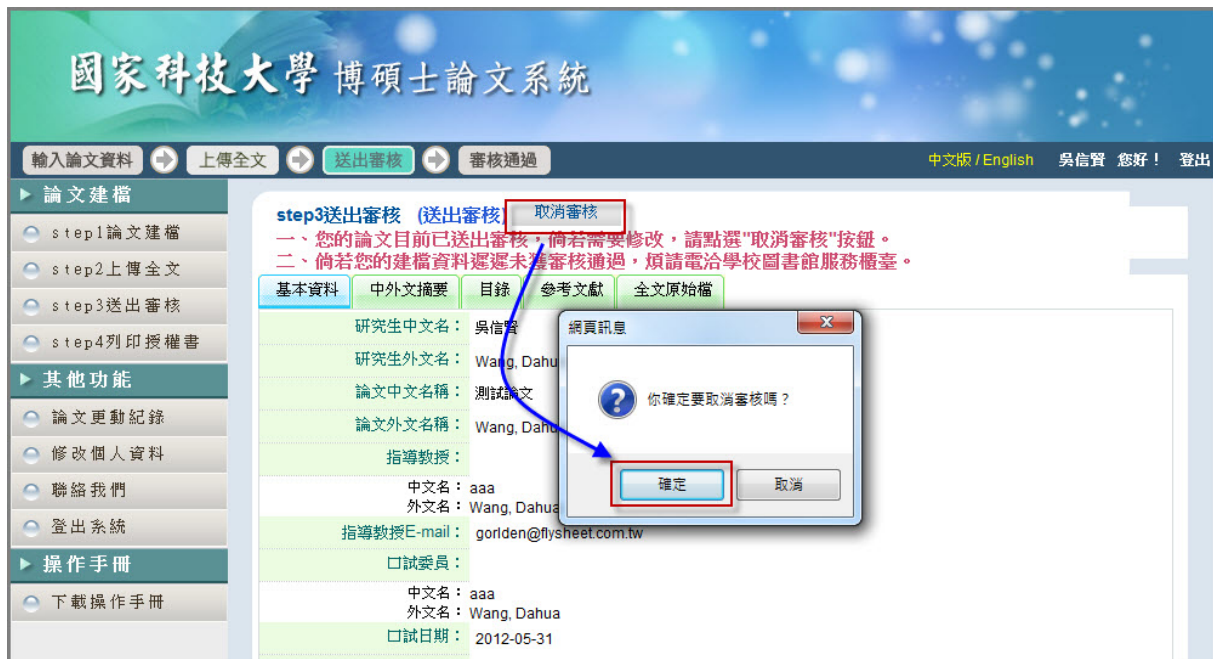 國家科技大學 博碩士論文系統
輸入論文資料 上傳全文 送出審核 審核通過 中文版 / English 吳信賢 您好! 登出
論文建檔
step1論文建檔
step2上傳全文
step3送出審核
step4列印授權書
其他功能
論文更動紀錄
修改個人資料
聯絡我們
登出系統
操作手冊
下載操作手冊
step3送出審核 (送出審核) 取消審核
一、您的論文目前已送出審核,倘若需要修改,請點選"取消審核"按鈕。
二、倘若您的建檔資料遲遲未獲審核通過,煩請電洽學校圖書館服務櫃臺。
基本資料 中外文摘要 目錄 參考文獻 全文原始檔
研究生中文名: 吳信賢
研究生外文名: Wang, Dahu
論文中文名稱: 測試論文
論文外文名稱: Wang, Dahua
指導教授:
中文名: aaa
外文名: Wang, Dahua
指導教授E-mail: gorlden@flysheet.com.tw
口試委員:
中文名: aaa
外文名: Wang, Dahua
口試日期: 2012-05-31
網頁訊息
x
你確定要取消審核嗎?
確定 取消